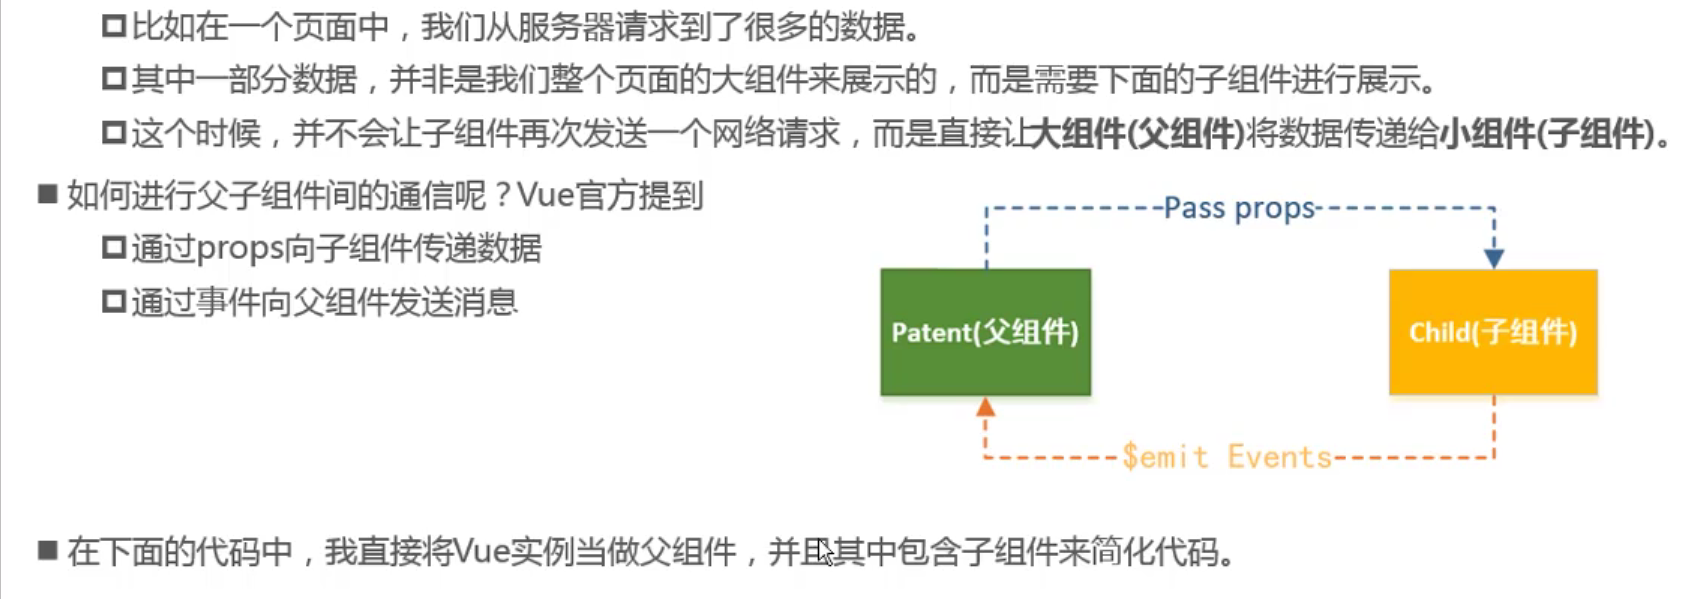 比如在一个页面中，我们从服务器请求到了很多的数据。
其中一部分数据，并非是我们整个页面的大组件来展示的，而是需要下面的子组件进行展示。
这个时候，并不会让子组件再次发送一个网络请求，而是直接让大组件(父组件)将数据传递给小组件(子组件)。
如何进行父子组件间的通信呢？Vue官方提到
通过props向子组件传递数据
通过事件向父组件发送消息
Pass props
Patent(父组件)
Child(子组件)
$emit Events
在下面的代码中，我直接将Vue实例当做父组件，并且其中包含子组件来简化代码。